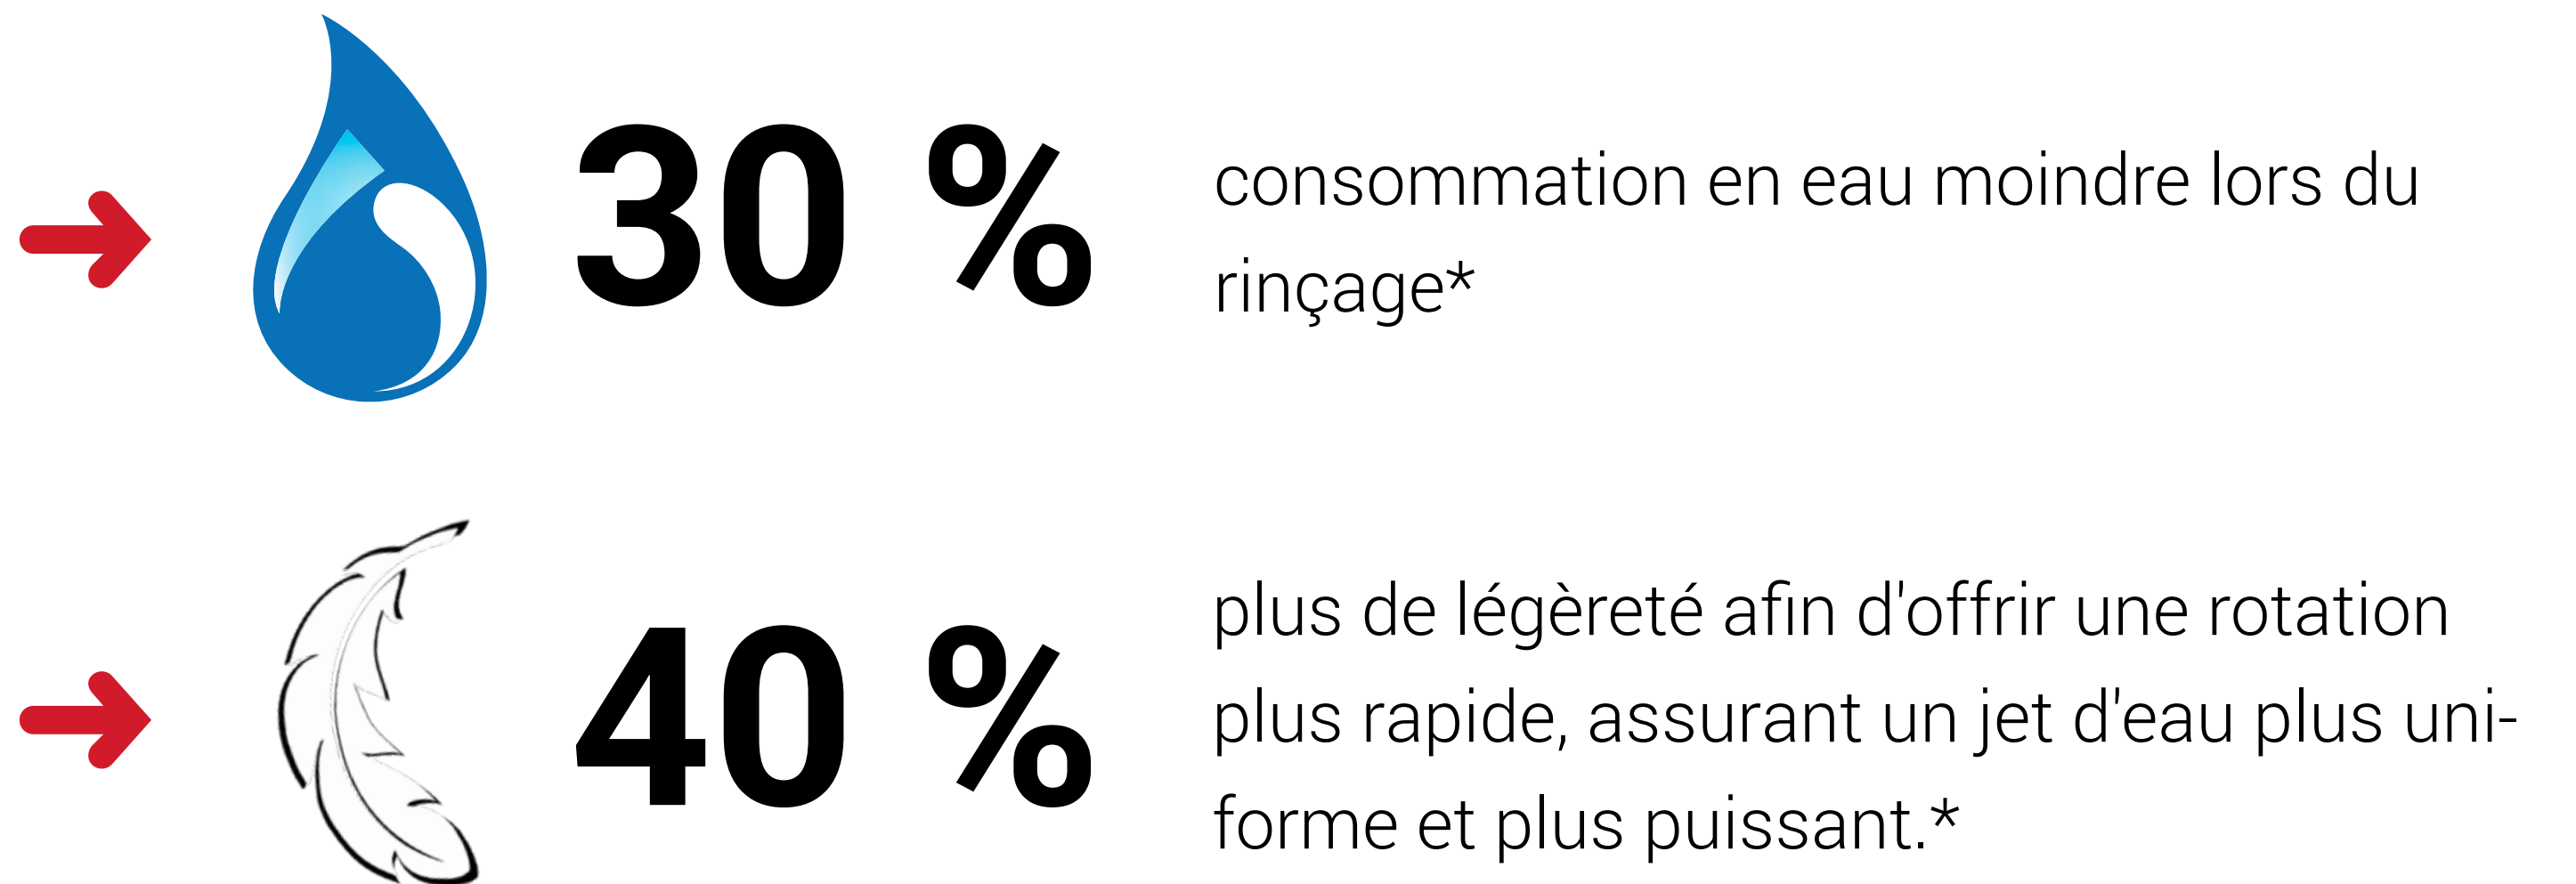 30 %
consommation en eau moindre lors du
rinçage*
40 %
plus de légèreté afin d'offrir une rotation
plus rapide, assurant un jet d'eau plus uni-
forme et plus puissant.*